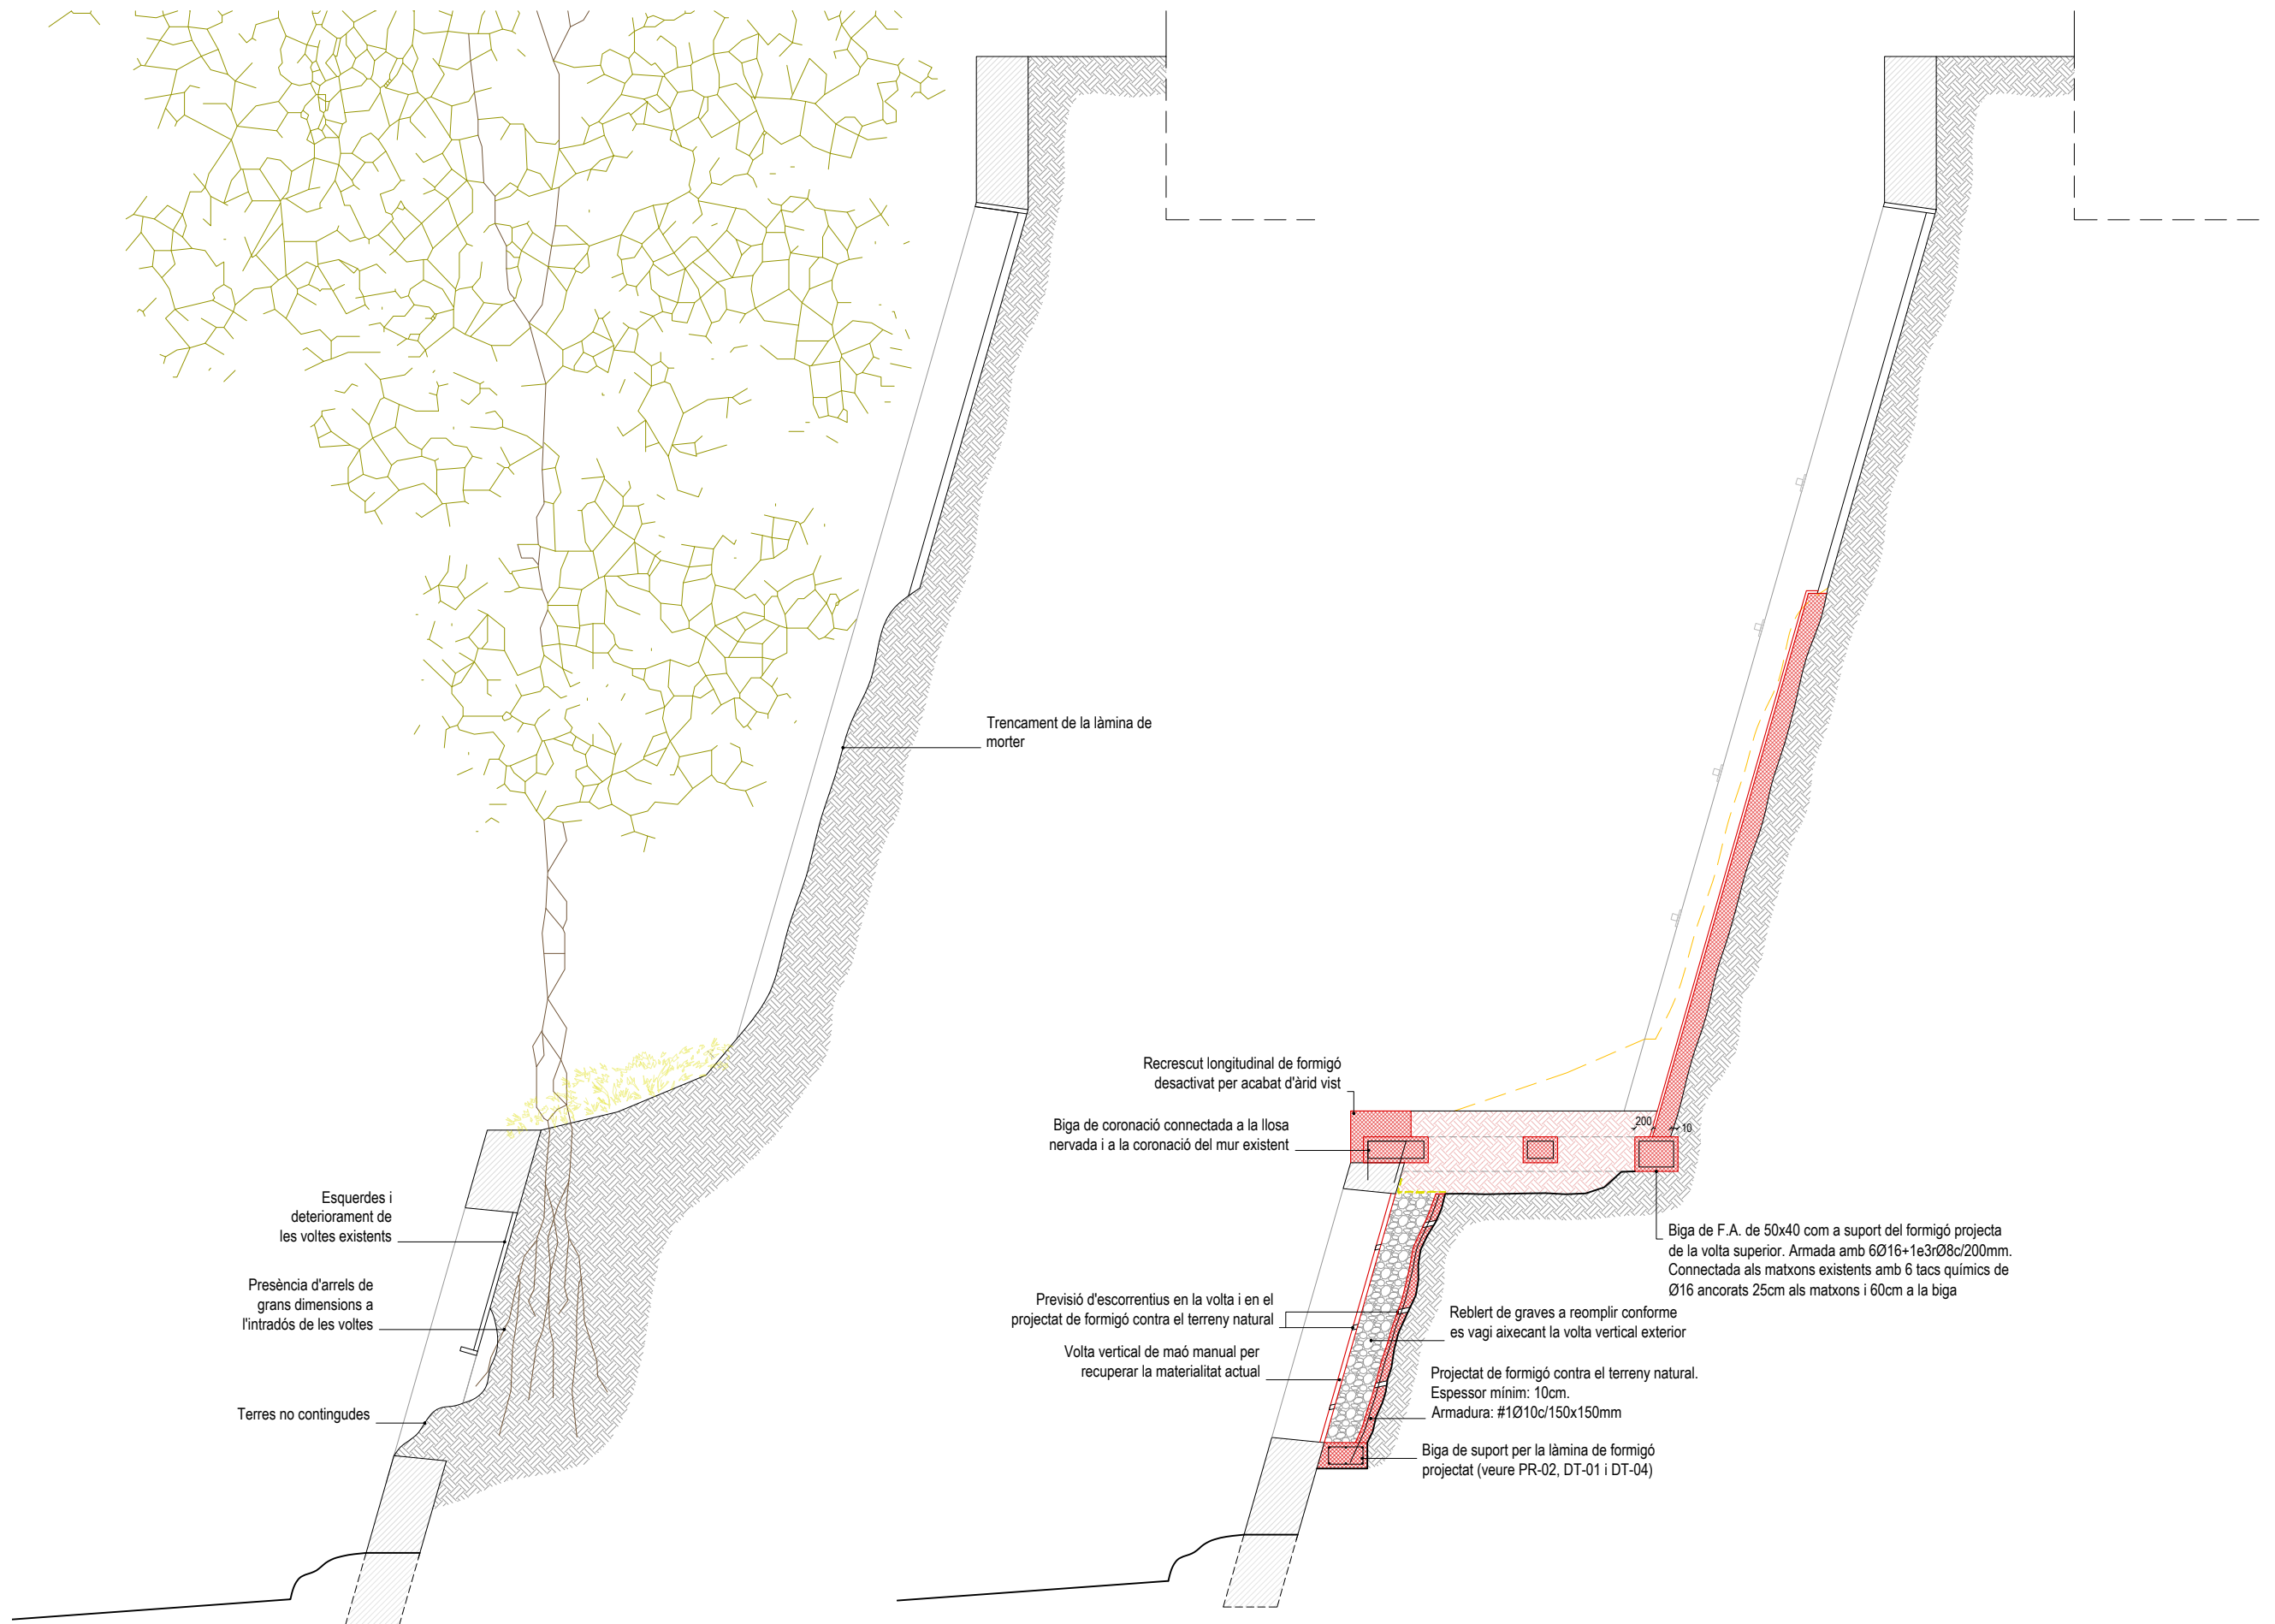 Trencament de la làmina de
morter
Esquerdes i
deteriorament de
les voltes existents
Presència d'arrels de
grans dimensions a
l'intradós de les voltes
Terres no contingudes
Recrescut longitudinal de formigó
desactivat per acabat d'àrid vist
Biga de coronació connectada a la llosa
nervada i a la coronació del mur existent
200
10
Biga de F.A. de 50x40 com a suport del formigó projecta
de la volta superior. Armada amb 6Ø16+1e3rØ8c/200mm.
Connectada als matxons existents amb 6 tacs químics de
Ø16 ancorats 25cm als matxons i 60cm a la biga
Previsió d'escorrentius en la volta i en el
projectat de formigó contra el terreny natural
Volta vertical de maó manual per
recuperar la materialitat actual
Reblert de graves a reomplir conforme
es vagi aixecant la volta vertical exterior
Projectat de formigó contra el terreny natural.
Espessor mínim: 10cm.
Armadura: #1Ø10c/150x150mm
Biga de suport per la làmina de formigó
projectat (veure PR-02, DT-01 i DT-04)